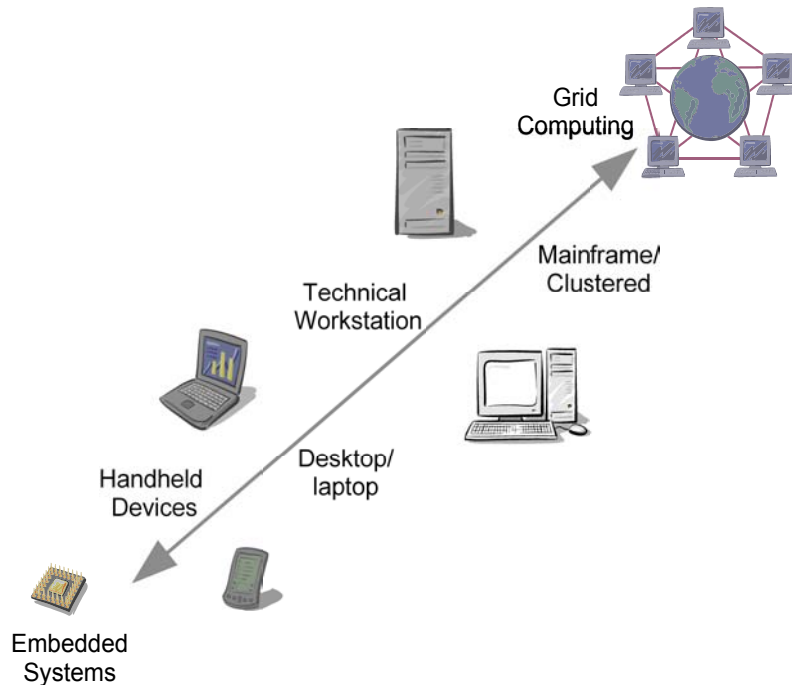 Grid
Computing
Mainframe/
Clustered
Technical
Workstation
Desktop/
laptop
Handheld
Devices
Embedded
Systems